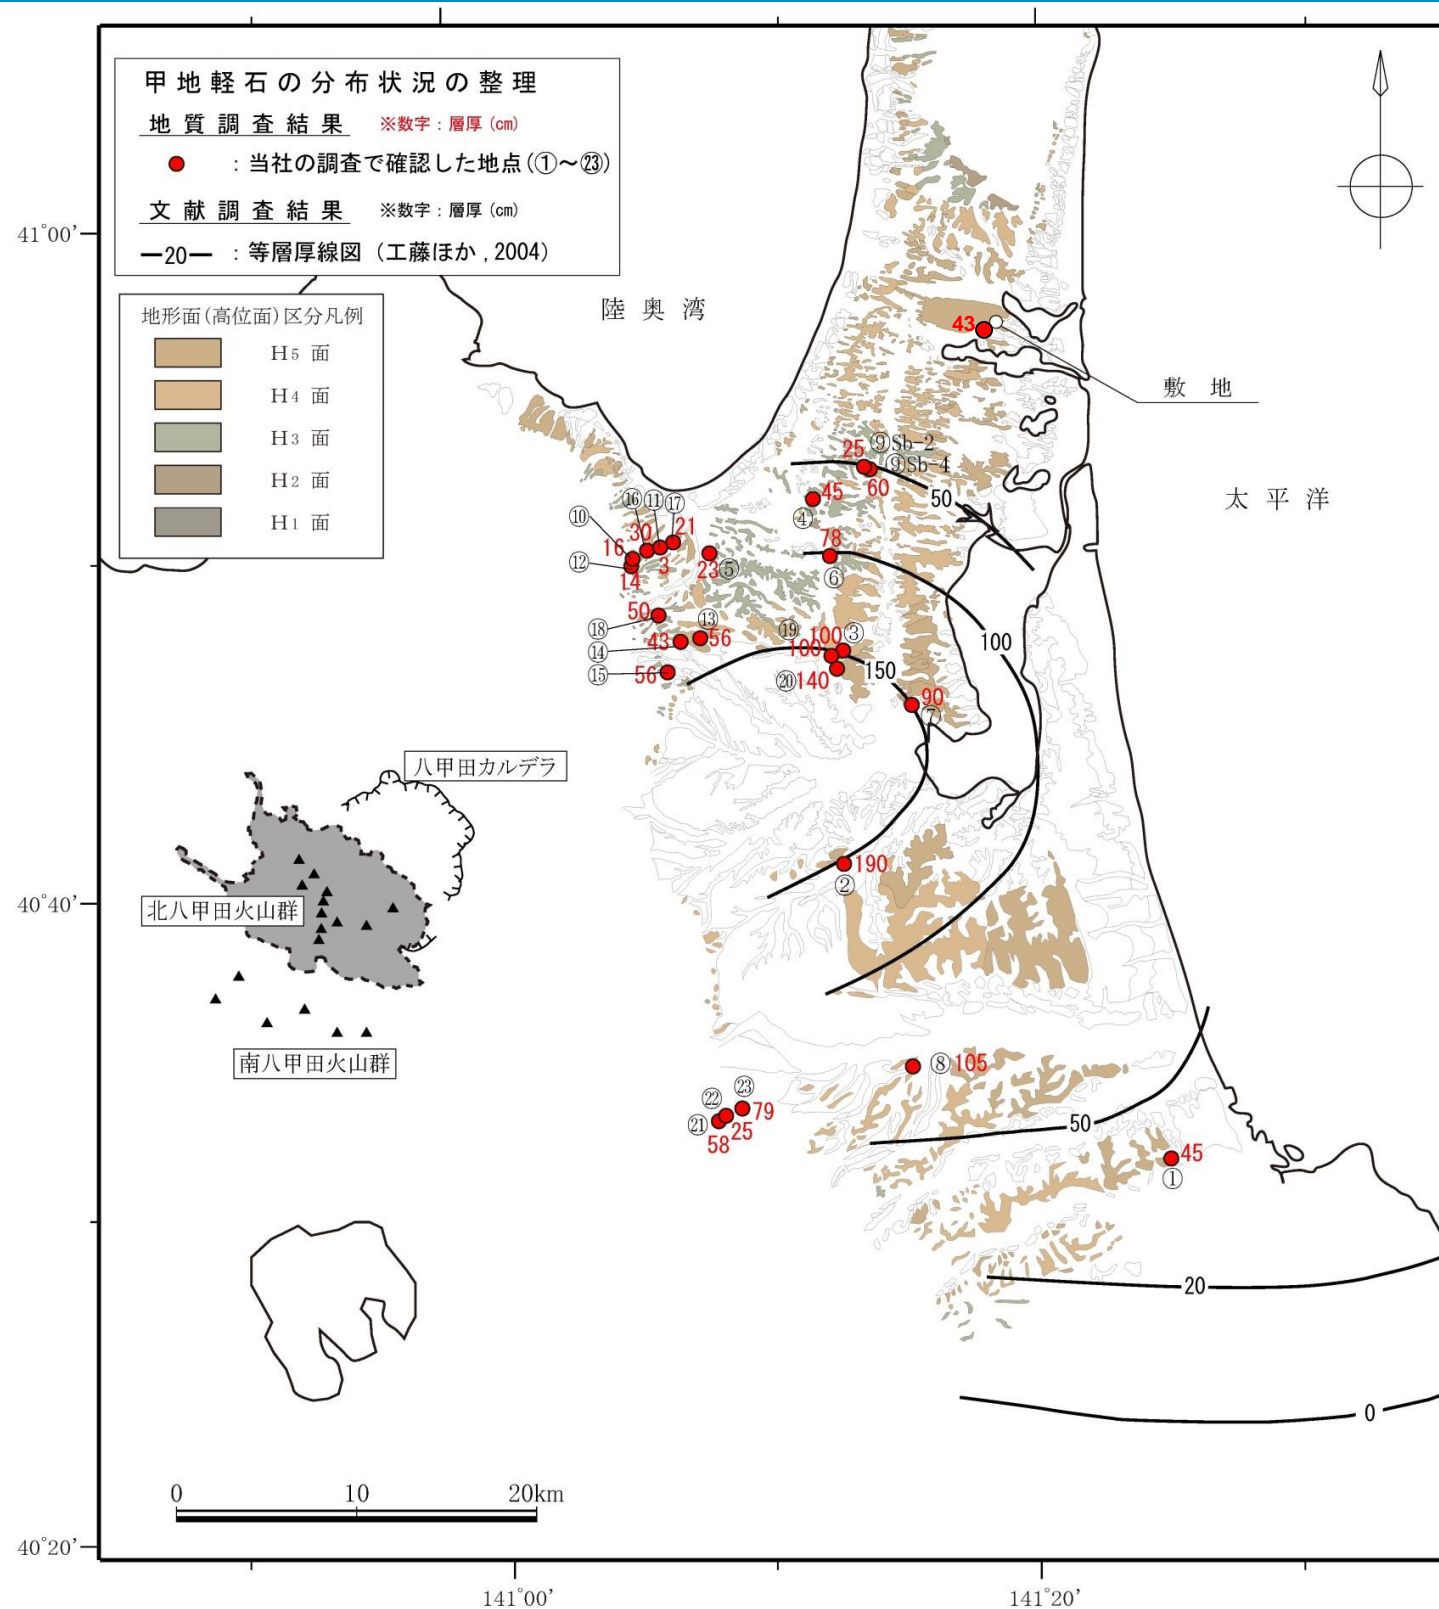 甲地軽石の分布状況の整理
地質調査結果 ※数字：層厚(cm)
：当社の調査で確認した地点(①～㉓)
文献調査結果 ※数字：層厚(cm)
―20― ：等層厚線図（工藤ほか,2004）
地形面(高位面)区分凡例
H5 面
H4 面
H3 面
H2 面
H1 面
41°00’
40°40’
40°20’
141°00’
141°20’
陸奥湾
太平洋
43
敷地
25 ⑨Sb-2
⑨Sb-4
60
50
45
④
⑯ ⑪ ⑰
⑩
30 21
16
3
⑫
14
23 ⑤
78
⑥
50
⑱
⑬
43 56
⑭
⑮ 56
⑲
100 ③
100
⑳ 140
150
100
90
⑦
八甲田カルデラ
北八甲田火山群
南八甲田火山群
190
②
⑧ 105
㉓
㉒
79
㉑
25
58
50
45
①
20
0
0 10 20km